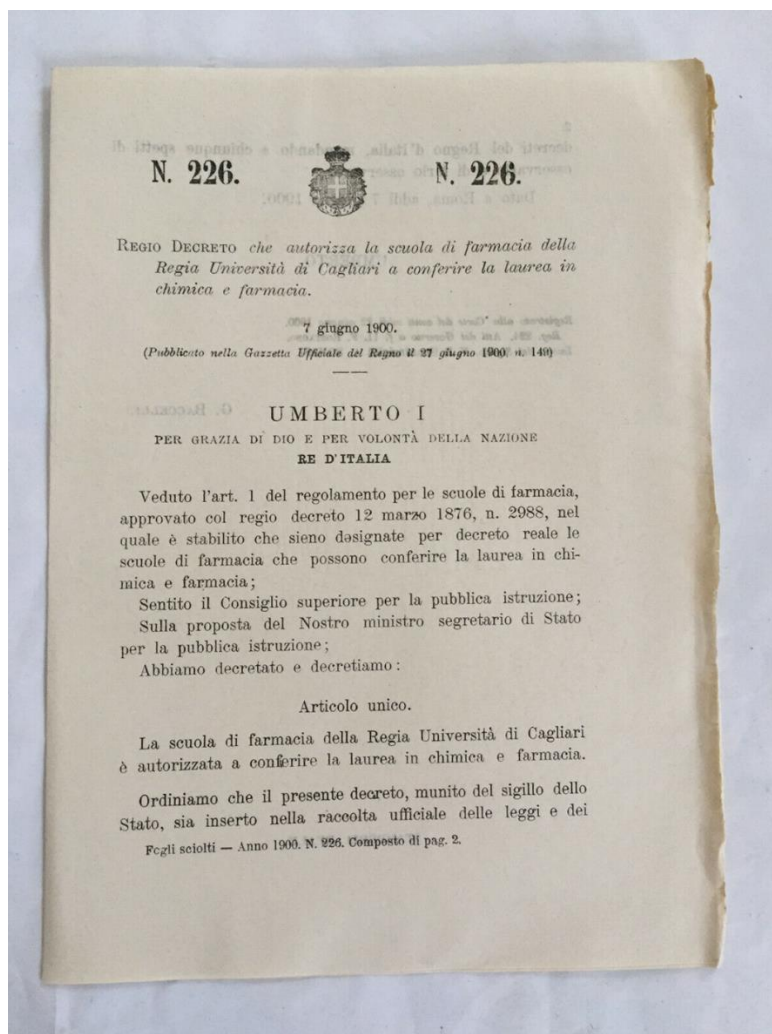 N. 226. N. 226.
REGIO DECRETO che autorizza la scuola di farmacia della
Regia Università di Cagliari a conferire la laurea in
chimica e farmacia.
7 giugno 1900.
(Pubblicato nella Gazzetta Ufficiale del Regno il 27 giugno 1900. n. 149)
UMBERTO I
PER GRAZIA DI DIO E PER VOLONTÀ DELLA NAZIONE
RE D'ITALIA
Veduto l'art. 1 del regolamento per le scuole di farmacia,
approvato col regio decreto 12 marzo 1876, n. 2988, nel
quale è stabilito che sieno designate per decreto reale le
scuole di farmacia che possono conferire la laurea in chi-
mica e farmacia;
Sentito il Consiglio superiore per la pubblica istruzione;
Sulla proposta del Nostro ministro segretario di Stato
per la pubblica istruzione;
Abbiamo decretato e decretiamo:
Articolo unico.
La scuola di farmacia della Regia Università di Cagliari
è autorizzata a conferire la laurea in chimica e farmacia.
Ordiniamo che il presente decreto, munito del sigillo dello
Stato, sia inserto nella raccolta ufficiale delle leggi e dei
Fogli sciolti — Anno 1900. N. 226. Composto di pag. 2.